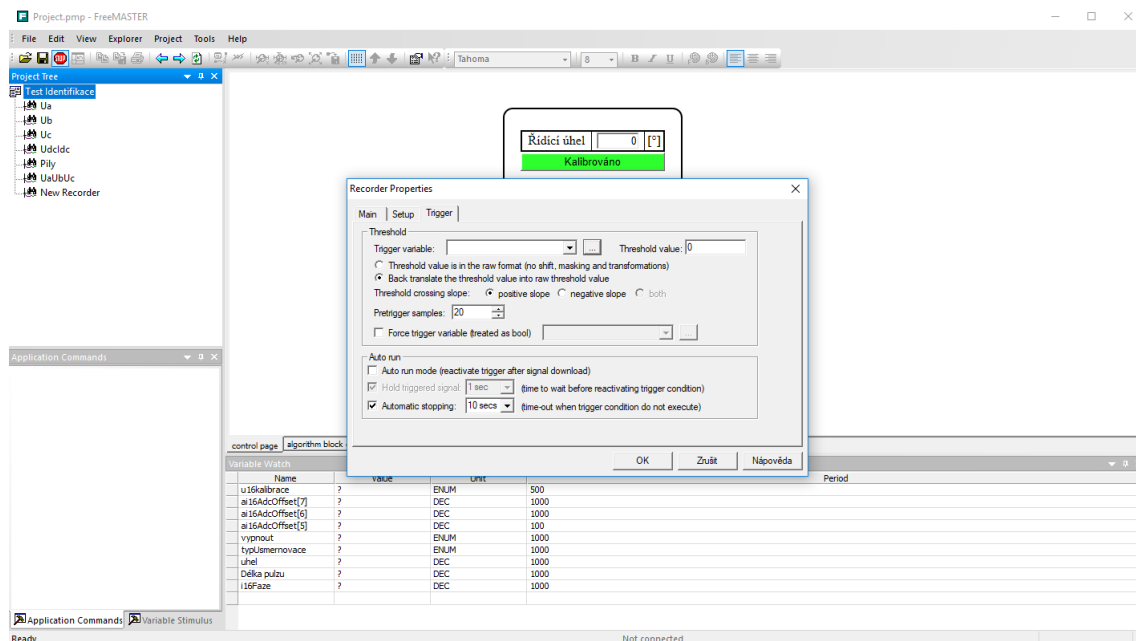 Project.pmp - FreeMASTER
File Edit View Explorer Project Tools Help
Tahoma 8 B I U
Project Tree
Test Identifikace
Ua
Ub
Uc
UdcIdc
Pily
UaUbUc
New Recorder
Řídící úhel 0 [°]
Kalibrováno
Recorder Properties
Main Setup Trigger
Threshold
Trigger variable: ... Threshold value: 0
Threshold value is in the raw format (no shift, masking and transformations)
Back translate the threshold value into raw threshold value
Threshold crossing slope: positive slope negative slope both
Pretrigger samples: 20
Force trigger variable (treated as bool) ...
Auto run
Auto run mode (reactivate trigger after signal download)
Hold triggered signal: 1 sec (time to wait before reactivating trigger condition)
Automatic stopping: 10 secs (time-out when trigger condition do not execute)
OK Zrušit Nápověda
Application Commands
control page algorithm block
Variable Watch
Name Value Unit Period
u16kalibrace ? ENUM 500
ai16AdcOffset[7] ? DEC 1000
ai16AdcOffset[6] ? DEC 1000
ai16AdcOffset[5] ? DEC 100
vypnout ? ENUM 1000
typUsmernovace ? ENUM 1000
uhel ? DEC 1000
Délka pulzu ? DEC 1000
i16Faze ? DEC 1000
Application Commands Variable Stimulus
Ready Not connected